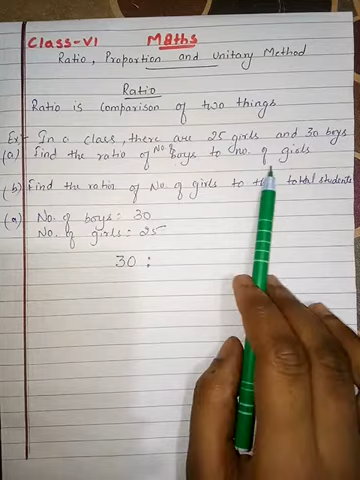 Class-VI Maths
Ratio, Proportion and Unitary Method
Ratio
Ratio is comparison of two things
Ex:- In a class, there are 25 girls and 30 boys
(a) Find the ratio of No. of boys to no. of girls
(b) Find the ratio of No. of girls to the total students
(a) No. of boys: 30
No. of girls: 25
30 :